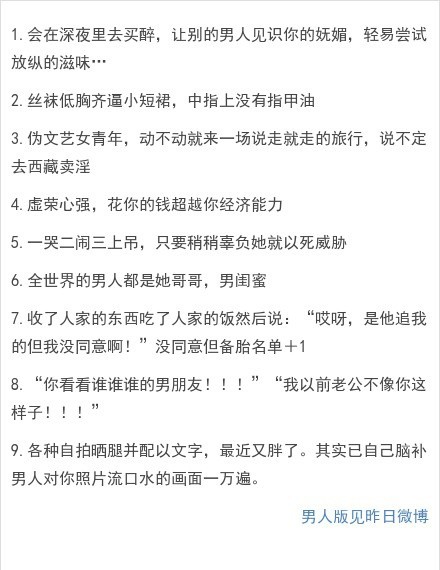 1.会在深夜里去买醉，让别的男人见识你的妩媚，轻易尝试
放纵的滋味…
2.丝袜低胸齐逼小短裙，中指上没有指甲油
3.伪文艺女青年，动不动就来一场说走就走的旅行，说不定
去西藏卖淫
4.虚荣心强，花你的钱超越你经济能力
5.一哭二闹三上吊，只要稍稍辜负她就以死威胁
6.全世界的男人都是她哥哥，男闺蜜
7.收了人家的东西吃了人家的饭然后说：“哎呀，是他追我
的但我没同意啊！”没同意但备胎名单＋1
8.“你看看谁谁谁的男朋友！！！”“我以前老公不像你这
样子！！！”
9.各种自拍晒腿并配以文字，最近又胖了。其实已自己脑补
男人对你照片流口水的画面一万遍。
男人版见昨日微博